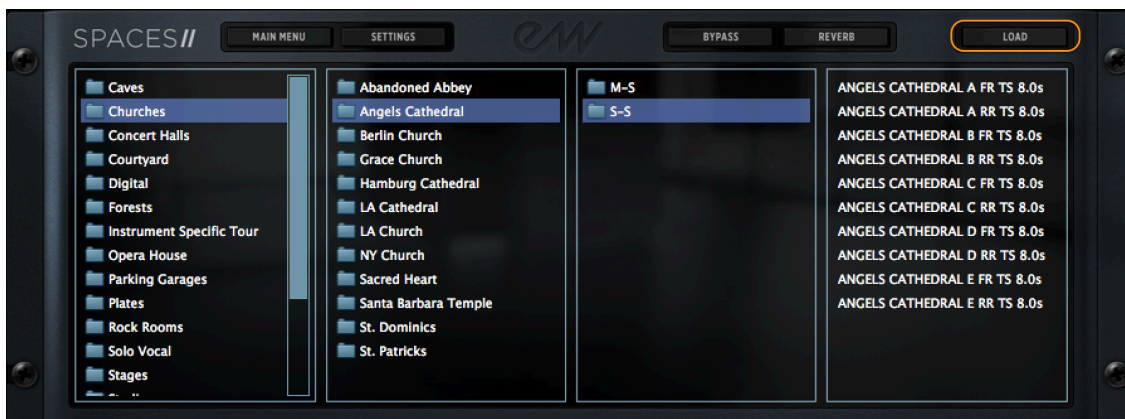 SPACES II
MAIN MENU
SETTINGS
EW
BYPASS
REVERB
LOAD
Caves
Churches
Concert Halls
Courtyard
Digital
Forests
Instrument Specific Tour
Opera House
Parking Garages
Plates
Rock Rooms
Solo Vocal
Stages
Abandoned Abbey
Angels Cathedral
Berlin Church
Grace Church
Hamburg Cathedral
LA Cathedral
LA Church
NY Church
Sacred Heart
Santa Barbara Temple
St. Dominics
St. Patricks
M-S
S-S
ANGELS CATHEDRAL A FR TS 8.0s
ANGELS CATHEDRAL A RR TS 8.0s
ANGELS CATHEDRAL B FR TS 8.0s
ANGELS CATHEDRAL B RR TS 8.0s
ANGELS CATHEDRAL C FR TS 8.0s
ANGELS CATHEDRAL C RR TS 8.0s
ANGELS CATHEDRAL D FR TS 8.0s
ANGELS CATHEDRAL D RR TS 8.0s
ANGELS CATHEDRAL E FR TS 8.0s
ANGELS CATHEDRAL E RR TS 8.0s